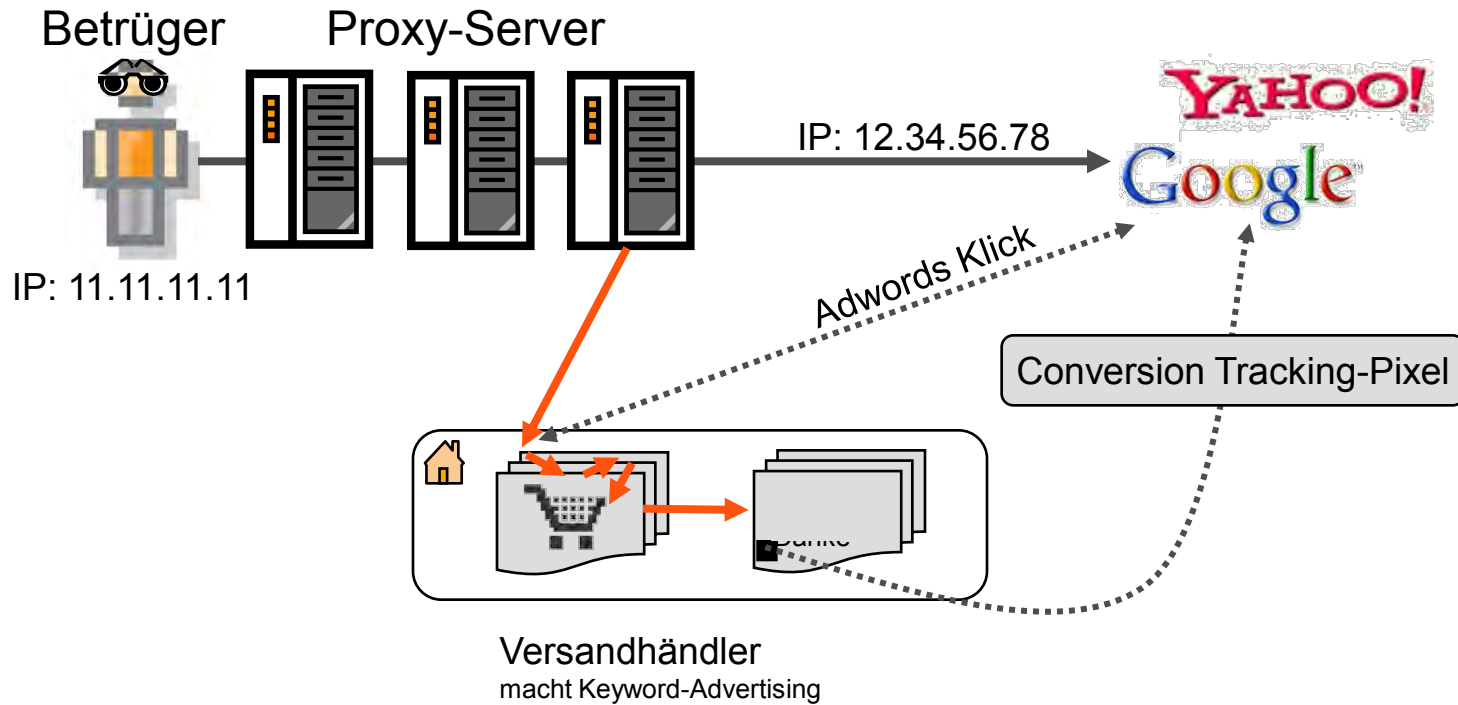 Betrüger
Proxy-Server
YAHOO!
IP: 12.34.56.78
Google
IP: 11.11.11.11
Adwords Klick
Conversion Tracking-Pixel
Versandhändler
macht Keyword-Advertising